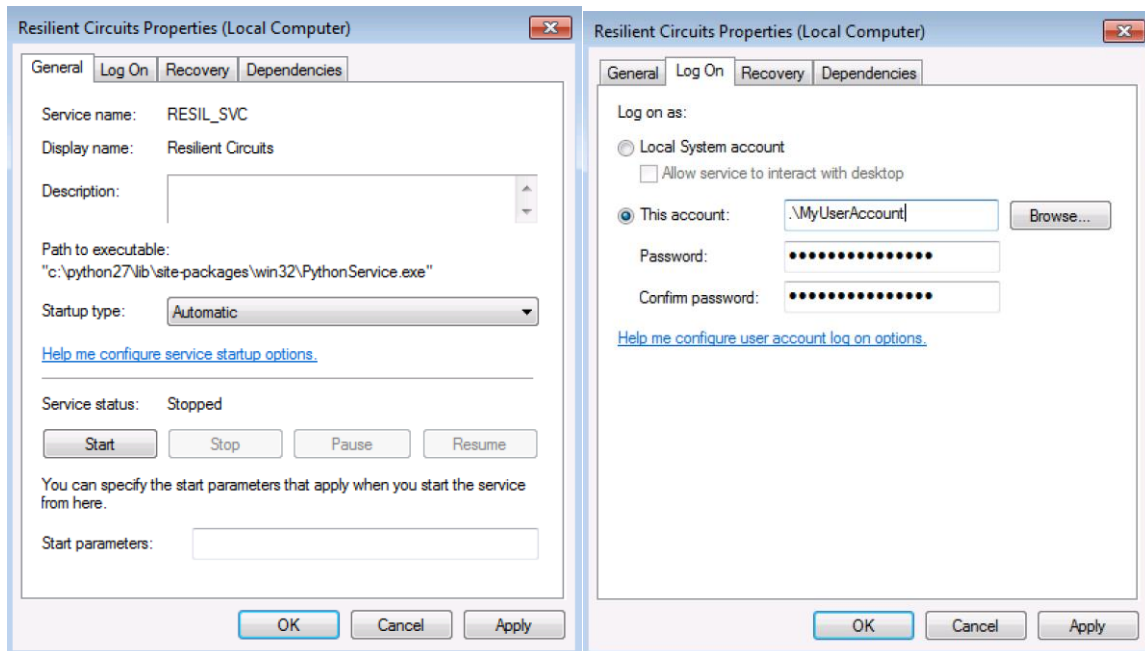 Resilient Circuits Properties (Local Computer)
General Log On Recovery Dependencies
Service name: RESIL_SVC
Display name: Resilient Circuits
Description:
Path to executable:
"c:\python27\lib\site-packages\win32\PythonService.exe"
Startup type: Automatic
Help me configure service startup options.
Service status: Stopped
Start Stop Pause Resume
You can specify the start parameters that apply when you start the service
from here.
Start parameters:
OK Cancel Apply
Resilient Circuits Properties (Local Computer)
General Log On Recovery Dependencies
Log on as:
Local System account
Allow service to interact with desktop
This account: .\MyUserAccount Browse...
Password: •••••••••••••••
Confirm password: •••••••••••••••
Help me configure user account log on options.
OK Cancel Apply